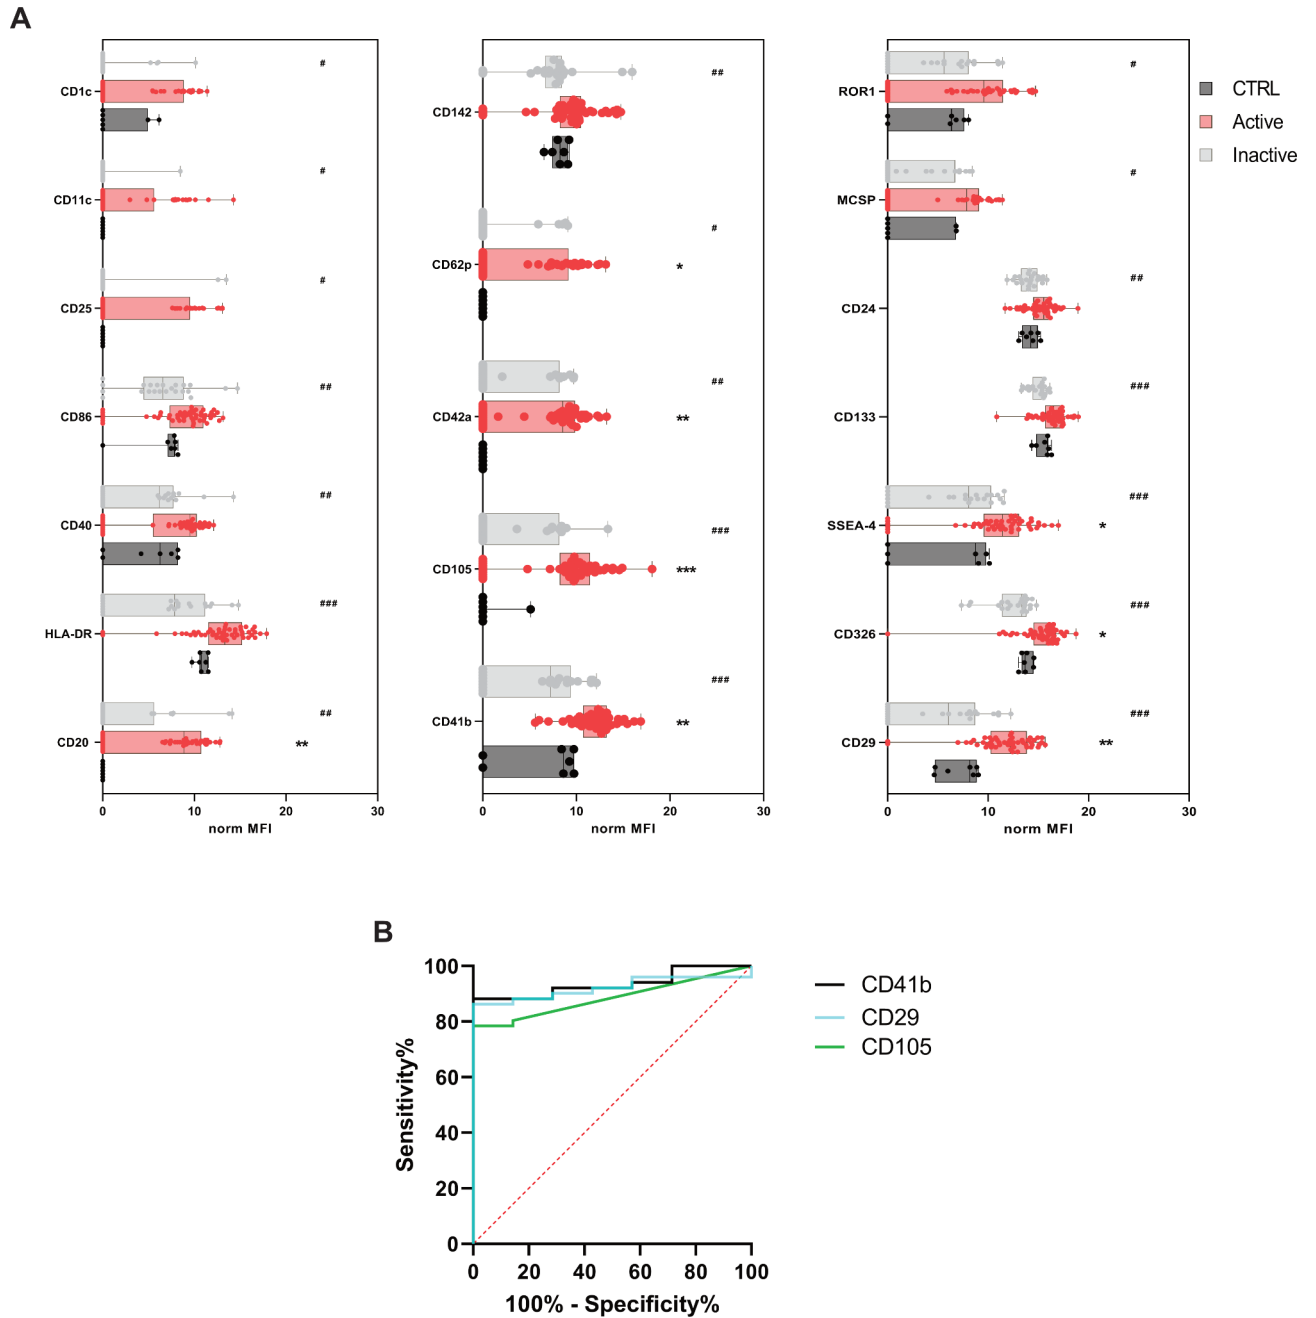 A
CD1c
#
CD11c
#
CD25
#
CD86
##
CD40
##
HLA-DR
###
CD20
##
**
0
10
20
30
norm MFI
CD142
##
CD62p
#
*
CD42a
##
**
CD105
###
***
CD41b
###
**
0
10
20
30
norm MFI
ROR1
#
MCSP
#
CD24
##
CD133
###
SSEA-4
###
*
CD326
###
*
CD29
###
**
0
10
20
30
norm MFI
CTRL
Active
Inactive
B
100
80
60
40
20
0
Sensitivity%
0 20 40 60 80 100
100% - Specificity%
CD41b
CD29
CD105